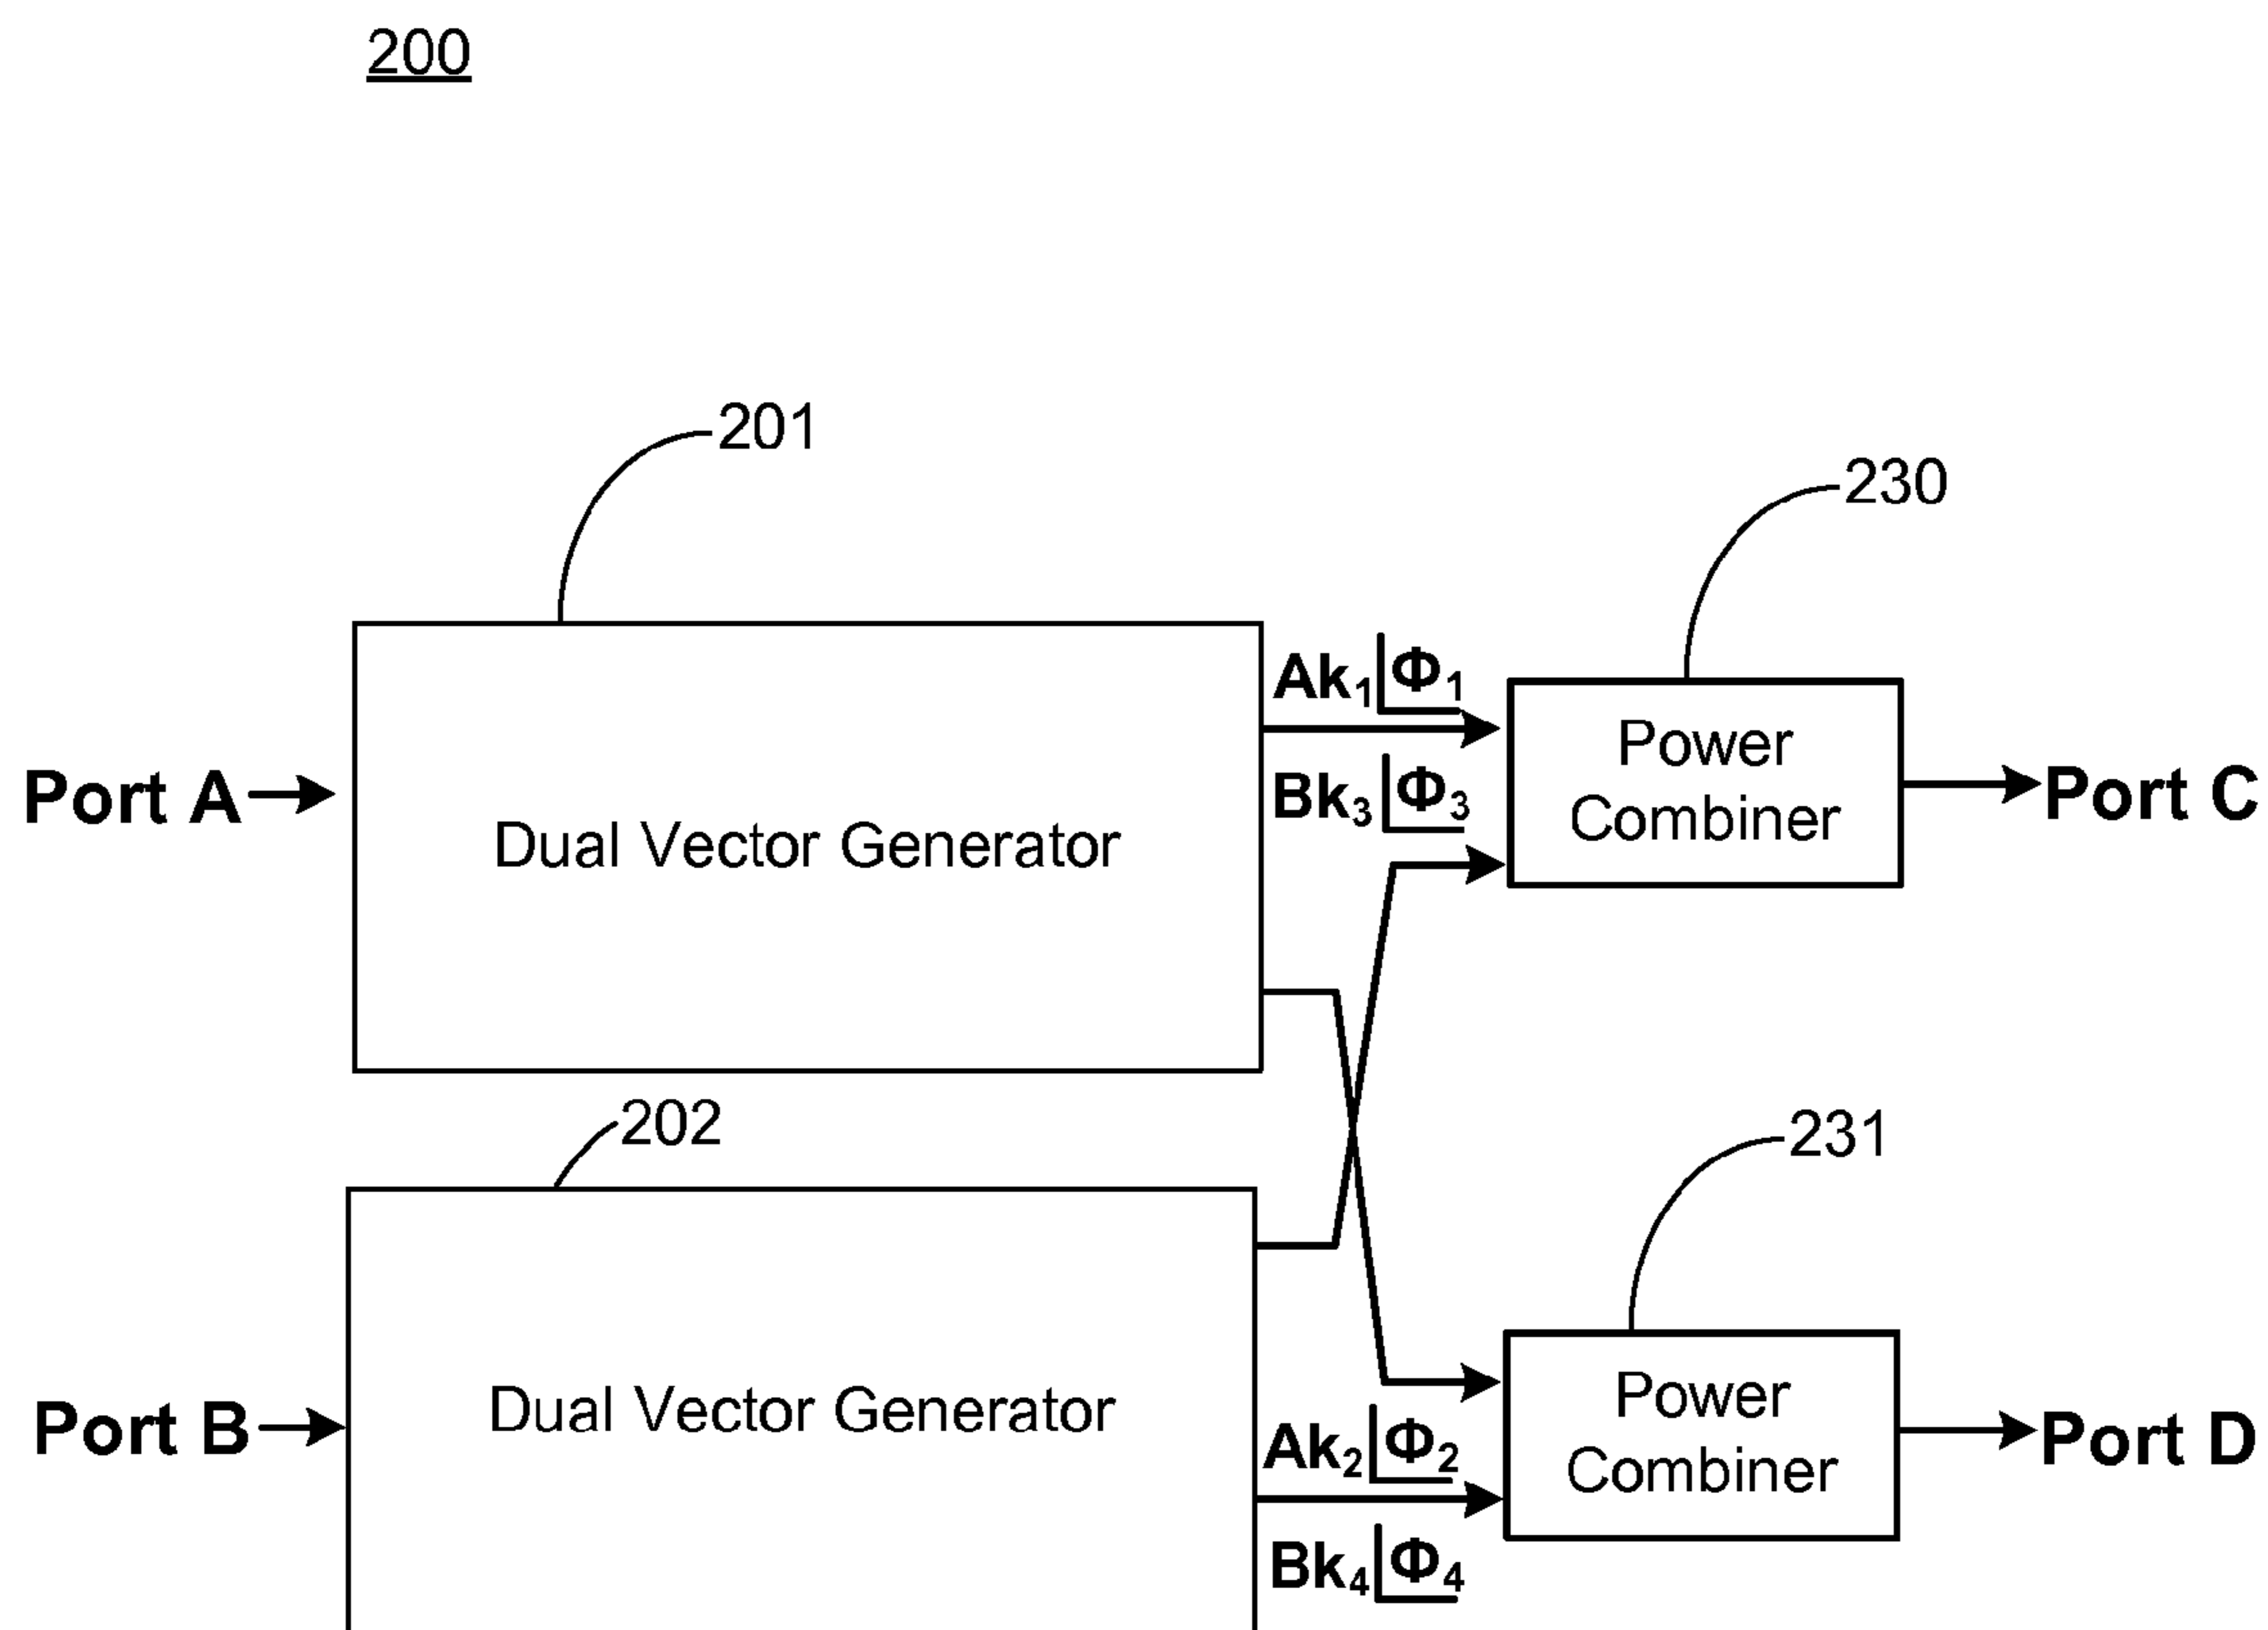 200
201
230
Ak₁ Φ₁
Port A
Bk₃ Φ₃
Power
Combiner
Port C
Dual Vector Generator
202
231
Port B
Dual Vector Generator
Ak₂ Φ₂
Power
Combiner
Port D
Bk₄ Φ₄